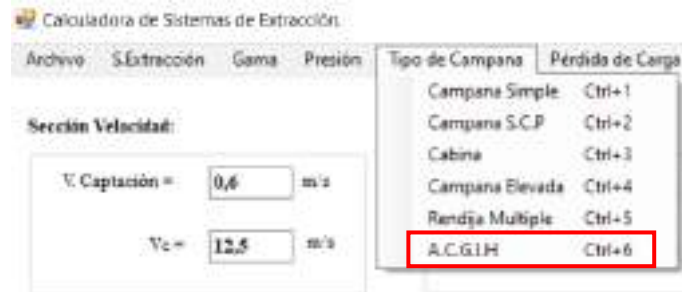 Calculadora de Sistemas de Extracción.
Archivo S.Extracción Gama Presión Tipo de Campana Pérdida de Carga
Campana Simple Ctrl+1
Campana S.C.P Ctrl+2
Cabina Ctrl+3
Campana Elevada Ctrl+4
Rendija Multiple Ctrl+5
A.C.G.I.H Ctrl+6
Sección Velocidad:
V. Captación = 0,6 m/s
Vc = 12,5 m/s